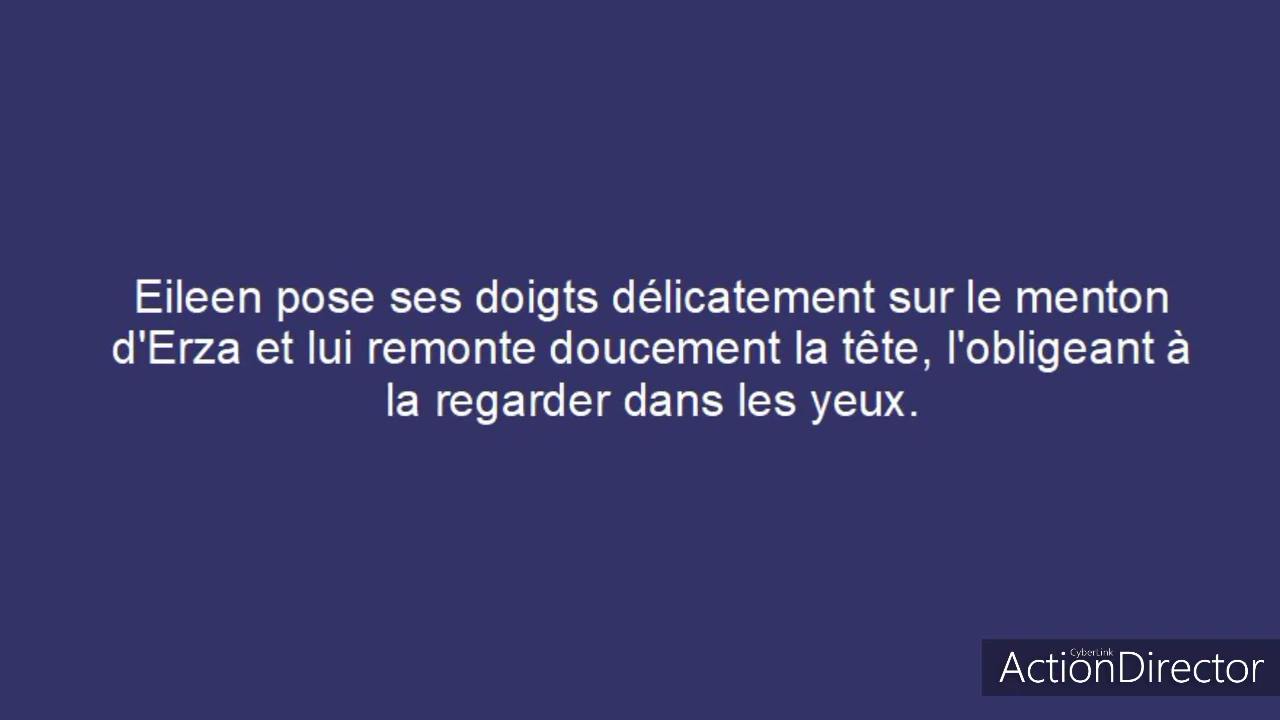 Eileen pose ses doigts délicatement sur le menton
d'Erza et lui remonte doucement la tête, l'obligeant à
la regarder dans les yeux.
CyberLink
ActionDirector